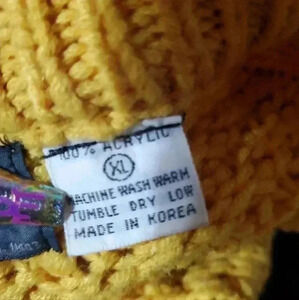 100% ACRYLIC
XL
MACHINE WASH WARM
TUMBLE DRY LOW
MADE IN KOREA